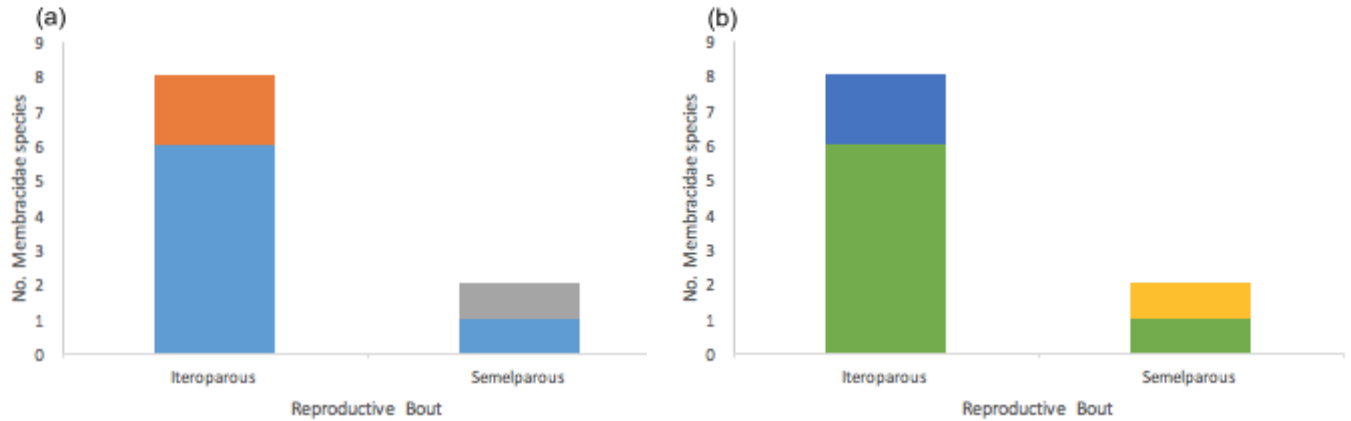 (a)
No. Membracidae species
9
8
7
6
5
4
3
2
1
0
Iteroparous Semelparous
Reproductive Bout
(b)
No. Membracidae species
9
8
7
6
5
4
3
2
1
0
Iteroparous Semelparous
Reproductive Bout